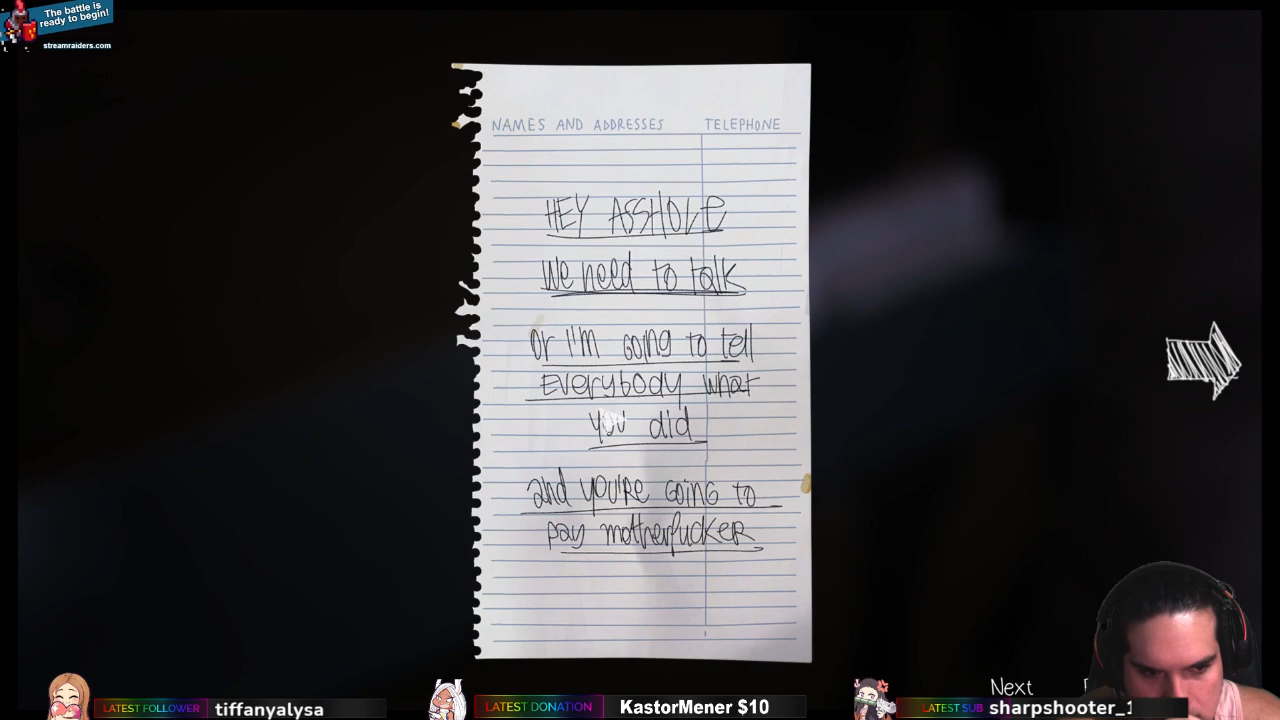 The battle is
ready to begin!
streamraiders.com
NAMES AND ADDRESSES TELEPHONE
HEY ASSHOLE
We need to talk
Or I'm going to tell
Everybody what
you did
and you're going to
pay motherfucker
Next
LATEST FOLLOWER tiffanyalysa
LATEST DONATION KastorMener $10
LATEST SUB sharpshooter_1